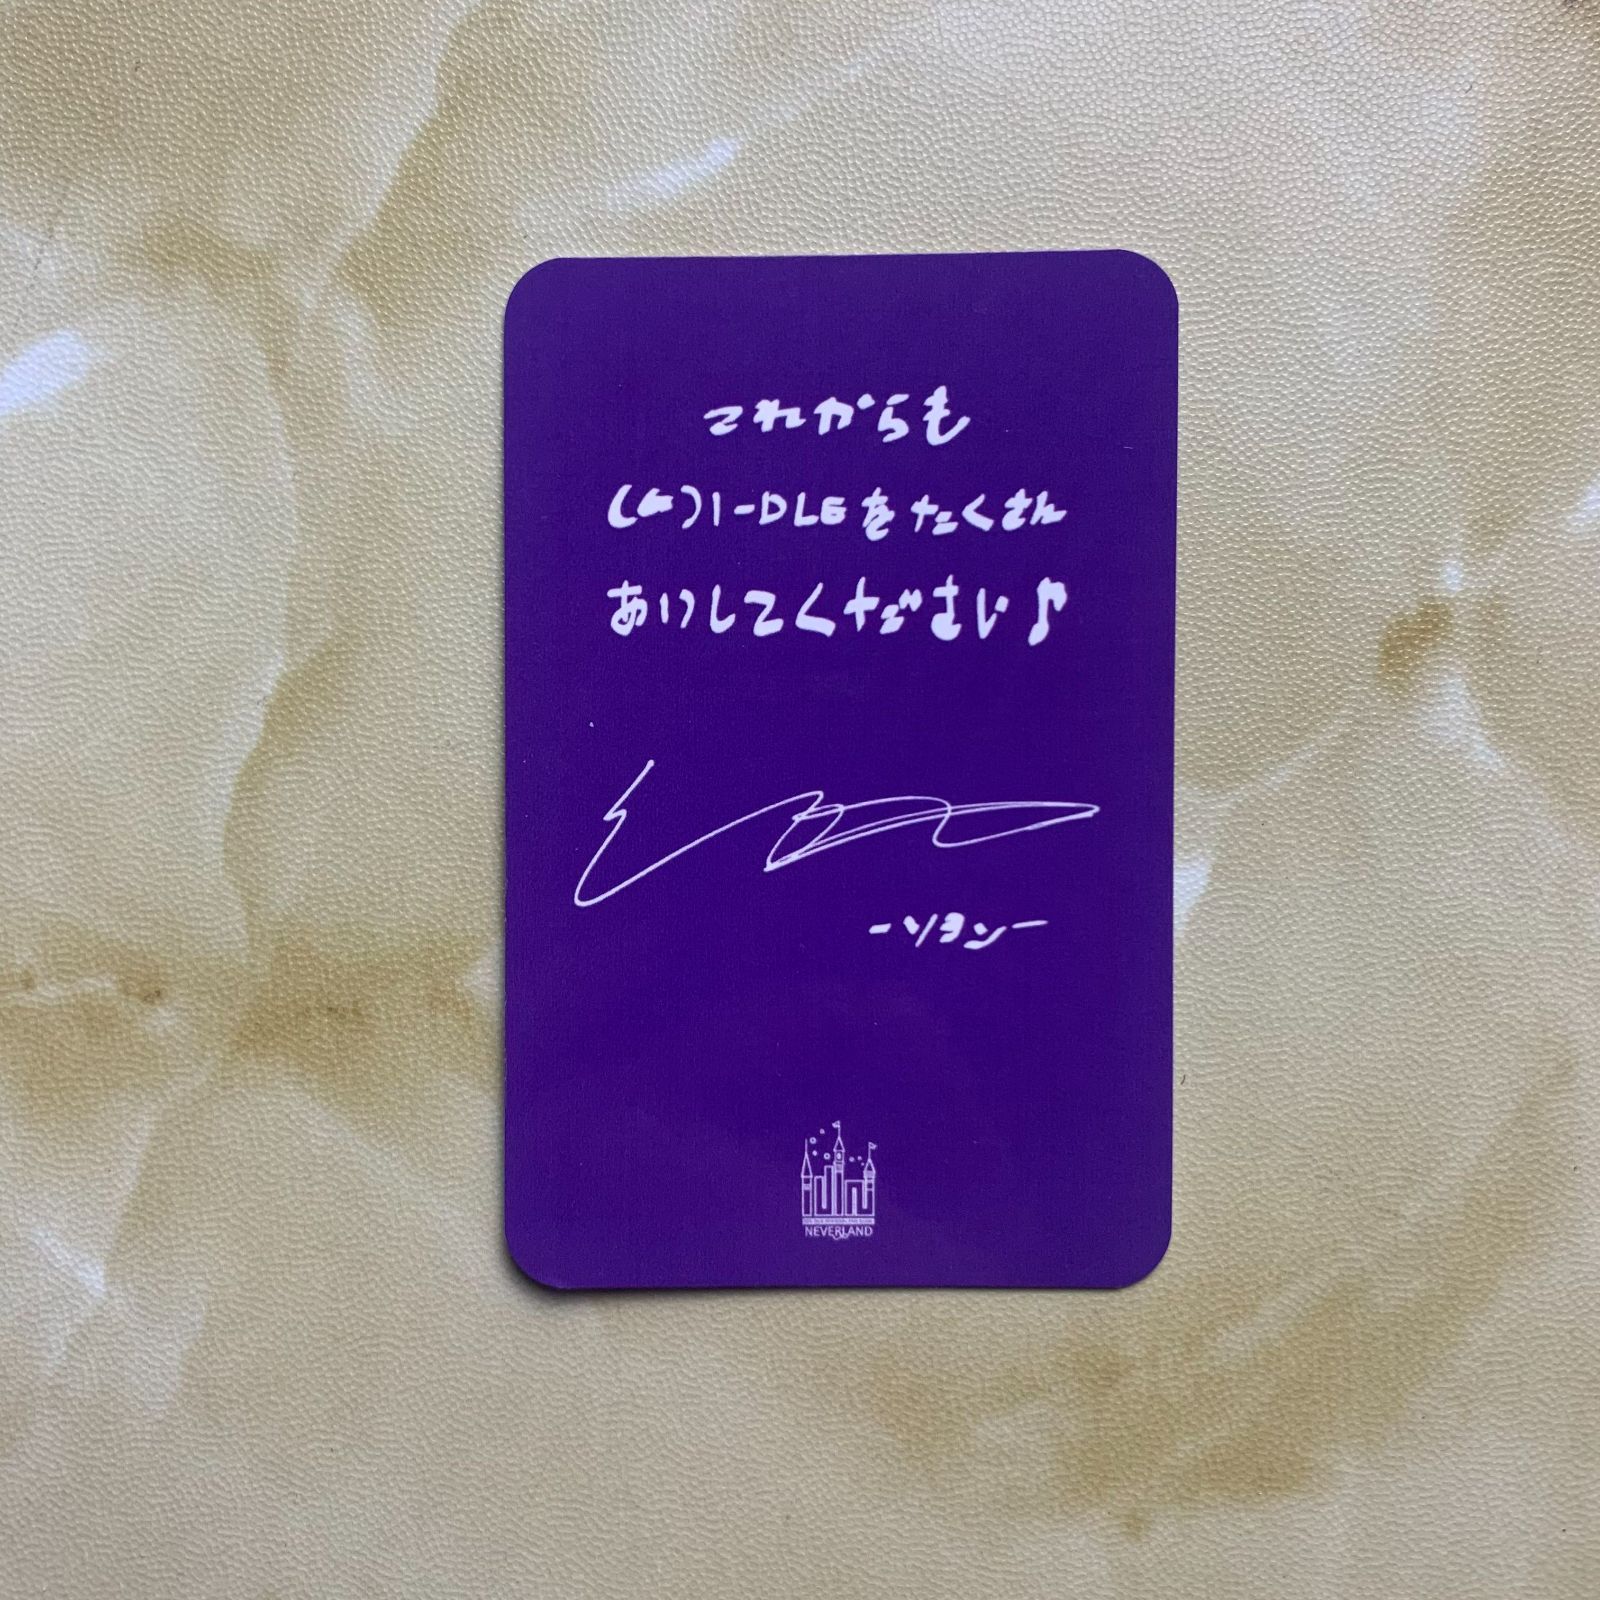 これからも
(G)I-DLEをたくさん
あいしてください♪
-ソヨン-
NEVERLAND